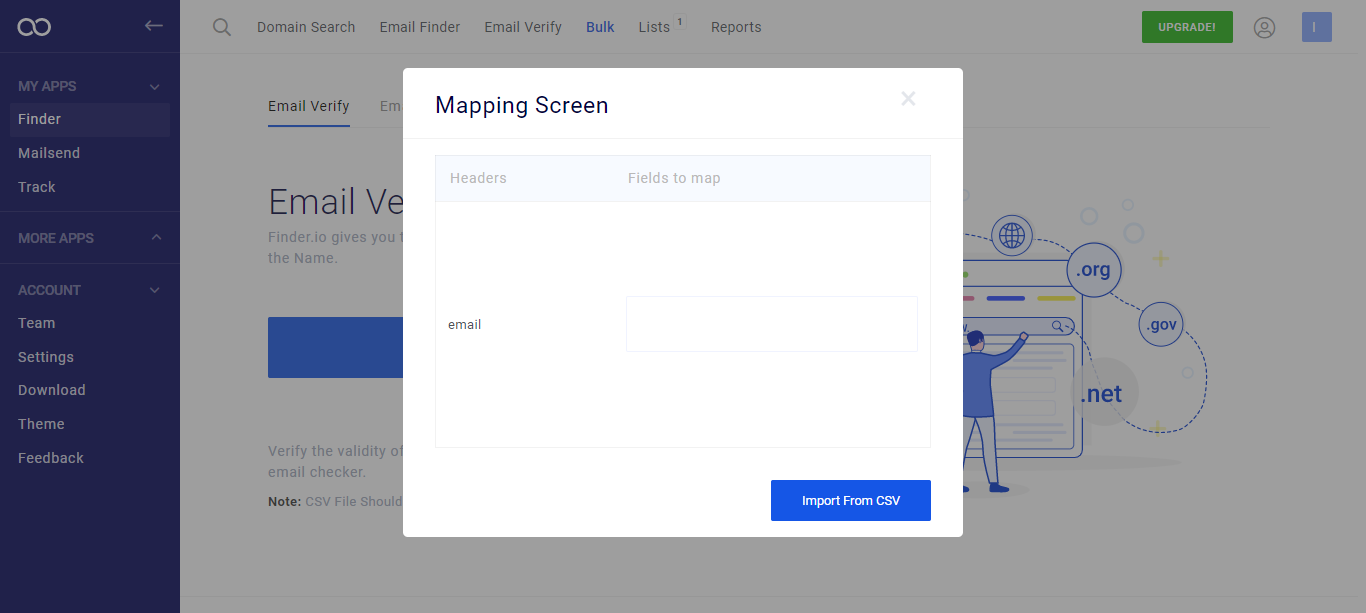 Domain Search Email Finder Email Verify Bulk Lists 1 Reports UPGRADE! I
MY APPS
Finder
Mailsend
Track
MORE APPS
ACCOUNT
Team
Settings
Download
Theme
Feedback
Email Verify
Email Ve
Finder.io gives you
the Name.
Verify the validity of
email checker.
Note: CSV File Should
Mapping Screen
Headers Fields to map
email
Import From CSV
.org
.gov
.net